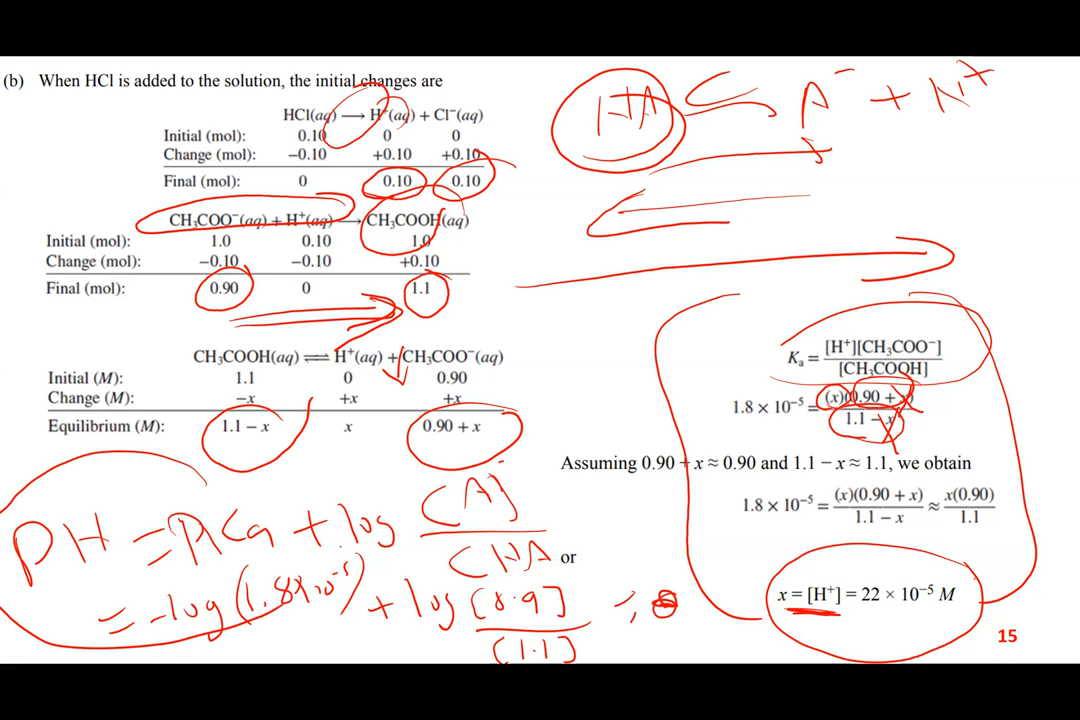 (b) When HCl is added to the solution, the initial changes are
HCl(aq) ⟶ H⁺(aq) + Cl⁻(aq)
Initial (mol): 0.10 0 0
Change (mol): −0.10 +0.10 +0.10
Final (mol): 0 0.10 0.10
CH₃COO⁻(aq) + H⁺(aq) ⟶ CH₃COOH(aq)
Initial (mol): 1.0 0.10 1.0
Change (mol): −0.10 −0.10 +0.10
Final (mol): 0.90 0 1.1
CH₃COOH(aq) ⇌ H⁺(aq) + CH₃COO⁻(aq)
Initial (M): 1.1 0 0.90
Change (M): −x +x +x
Equilibrium (M): 1.1 − x x 0.90 + x
HA ⇌ A⁻ + H⁺
Kₐ = [H⁺][CH₃COO⁻] / [CH₃COOH]
1.8 × 10⁻⁵ = (x)(0.90 + x) / 1.1 − x
Assuming 0.90 + x ≈ 0.90 and 1.1 − x ≈ 1.1, we obtain
1.8 × 10⁻⁵ = (x)(0.90 + x) / 1.1 − x ≈ x(0.90) / 1.1
or
x = [H⁺] = 22 × 10⁻⁵ M
PH = PKa + log [A⁻] / [HA
= -log(1.8×10⁻⁵) + log [0.9] / [1.1] =
15